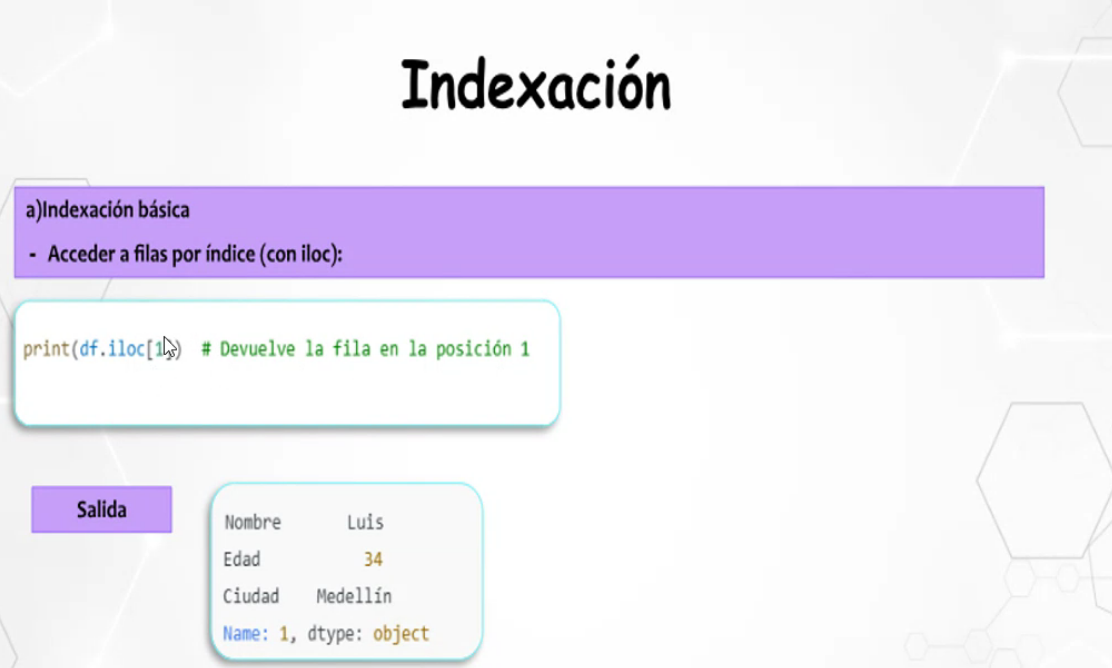 Indexación
a)Indexación básica
- Acceder a filas por índice (con iloc):
print(df.iloc[1]) # Devuelve la fila en la posición 1
Salida
Nombre Luis
Edad 34
Ciudad Medellín
Name: 1, dtype: object